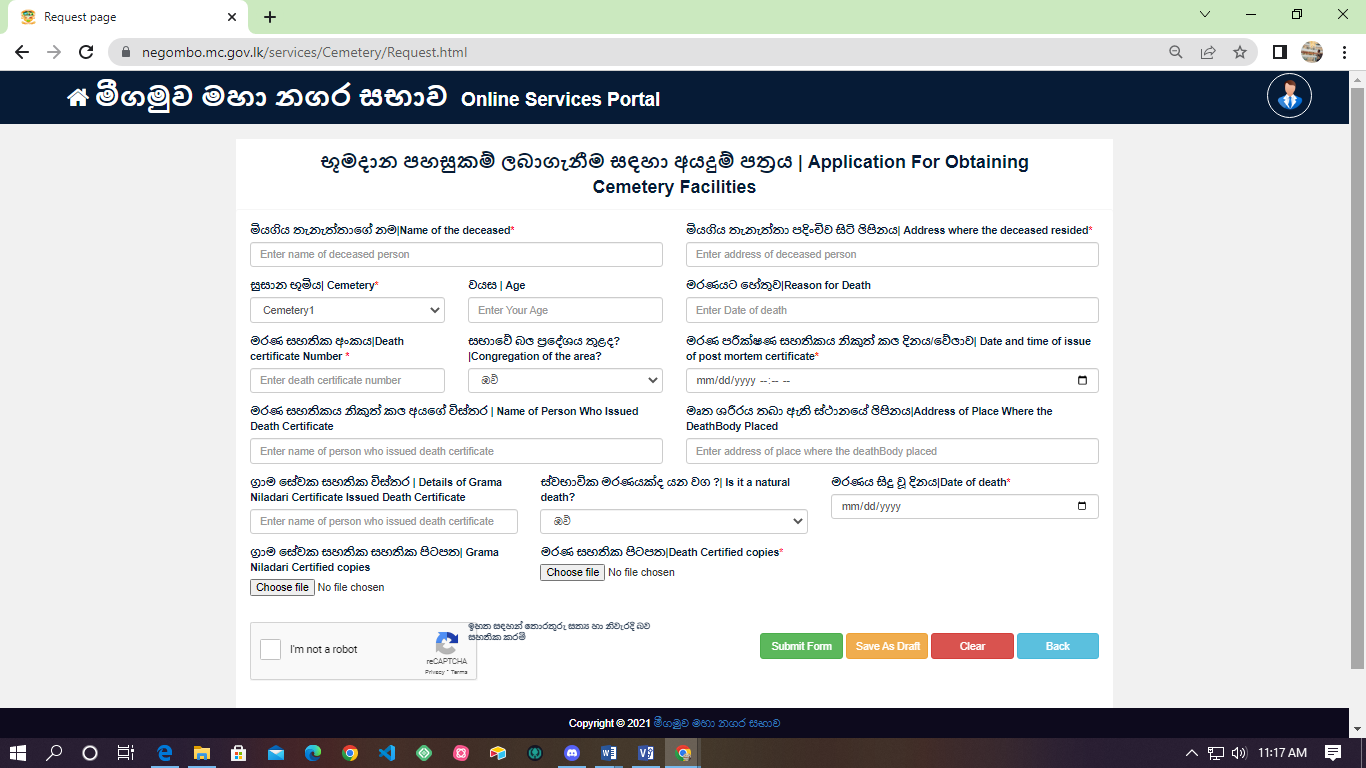 Request page
negombo.mc.gov.lk/services/Cemetery/Request.html
මීගමුව මහා නගර සභාව Online Services Portal
භූමදාන පහසුකම් ලබාගැනීම සඳහා අයදුම් පත්‍රය | Application For Obtaining
Cemetery Facilities
මියගිය තැනැත්තාගේ නම|Name of the deceased*
මියගිය තැනැත්තා පදිංචිව සිටි ලිපිනය| Address where the deceased resided*
Enter name of deceased person
Enter address of deceased person
සුසාන භූමිය| Cemetery*
වයස | Age
මරණයට හේතුව|Reason for Death
Cemetery1
Enter Your Age
Enter Date of death
මරණ සහතික අංකය|Death
certificate Number *
සභාවේ බල ප්‍රදේශය තුළද?
|Congregation of the area?
මරණ පරීක්ෂණ සහතිකය නිකුත් කල දිනය/වේලාව| Date and time of issue
of post mortem certificate*
Enter death certificate number
ඔව්
mm/dd/yyyy --:-- --
මරණ සහතිකය නිකුත් කල අයගේ විස්තර | Name of Person Who Issued
Death Certificate
මෘත ශරීරය තබා ඇති ස්ථානයේ ලිපිනය|Address of Place Where the
DeathBody Placed
Enter name of person who issued death certificate
Enter address of place where the deathBody placed
ග්‍රාම සේවක සහතික විස්තර | Details of Grama
Niladari Certificate Issued Death Certificate
ස්වභාවික මරණයක්ද යන වග ?| Is it a natural
death?
මරණය සිදු වූ දිනය|Date of death*
Enter name of person who issued death certificate
ඔව්
mm/dd/yyyy
ග්‍රාම සේවක සහතික සහතික පිටපත| Grama
Niladari Certified copies
මරණ සහතික පිටපත|Death Certified copies*
Choose file No file chosen
Choose file No file chosen
I'm not a robot
reCAPTCHA
Privacy - Terms
ඉහත සඳහන් තොරතුරු සත්‍ය හා නිවැරදි බව
සහතික කරමි
Submit Form
Save As Draft
Clear
Back
Copyright © 2021 මීගමුව මහා නගර සභාව
11:17 AM